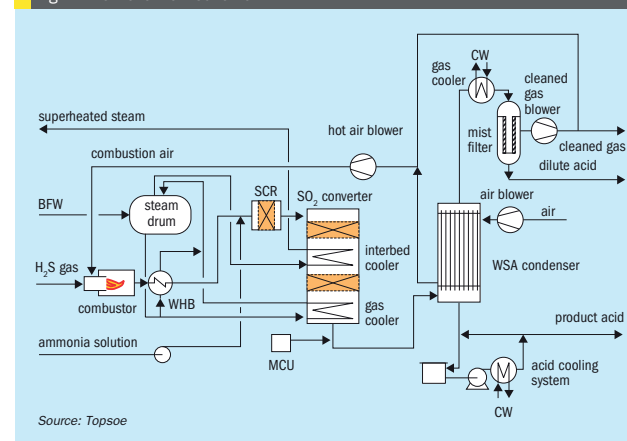 CW
gas
cooler
cleaned
gas
blower
superheated steam
hot air blower
mist
filter
cleaned gas
combustion air
dilute acid
SCR
SO2 converter
air blower
BFW
steam
drum
air
interbed
cooler
H2S gas
WSA condenser
WHB
gas
cooler
combustor
product acid
ammonia solution
MCU
acid cooling
system
CW
Source: Topsoe